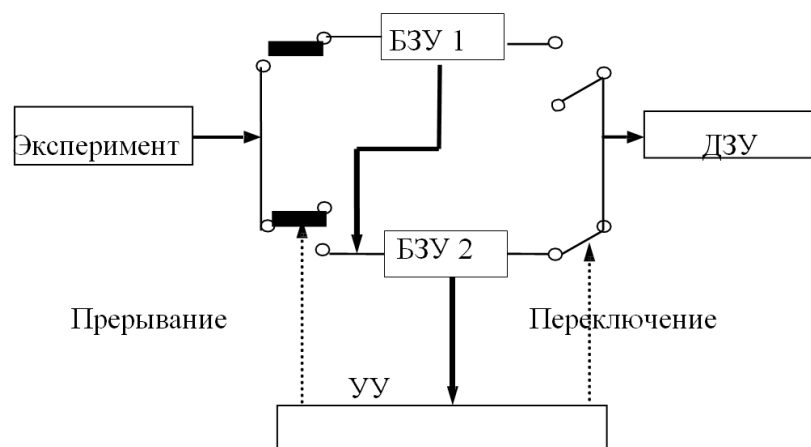 БЗУ 1
Эксперимент
ДЗУ
БЗУ 2
Прерывание
Переключение
УУ